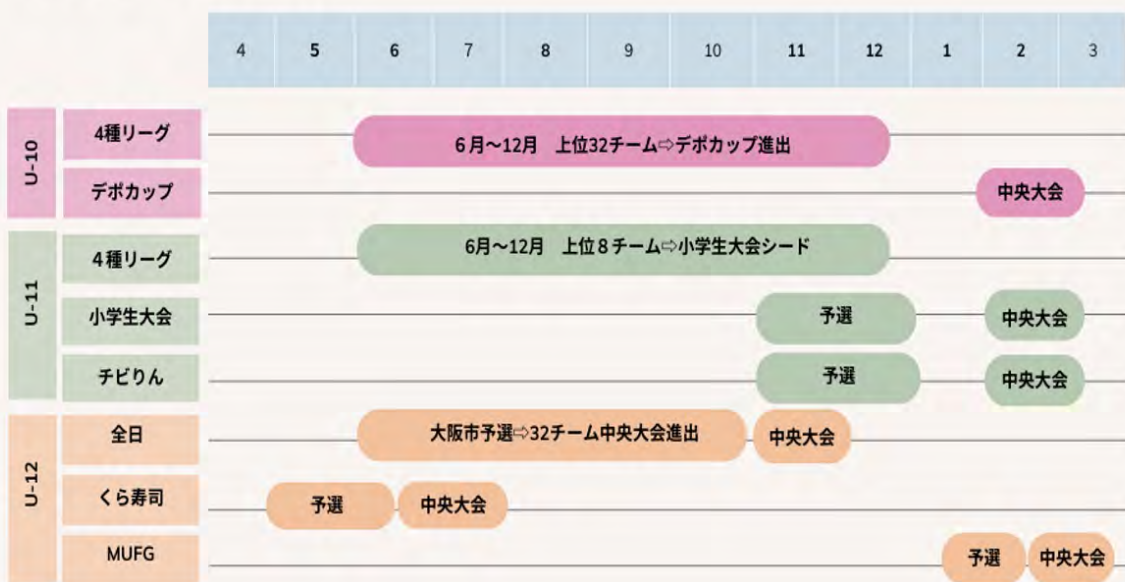 4 5 6 7 8 9 10 11 12 1 2 3
U-10
4種リーグ
6月～12月 上位32チーム⇨デポカップ進出
デポカップ
中央大会
U-11
４種リーグ
6月～12月 上位８チーム⇨小学生大会シード
小学生大会
予選
中央大会
チビりん
予選
中央大会
U-12
全日
大阪市予選⇨32チーム中央大会進出
中央大会
くら寿司
予選
中央大会
MUFG
予選
中央大会